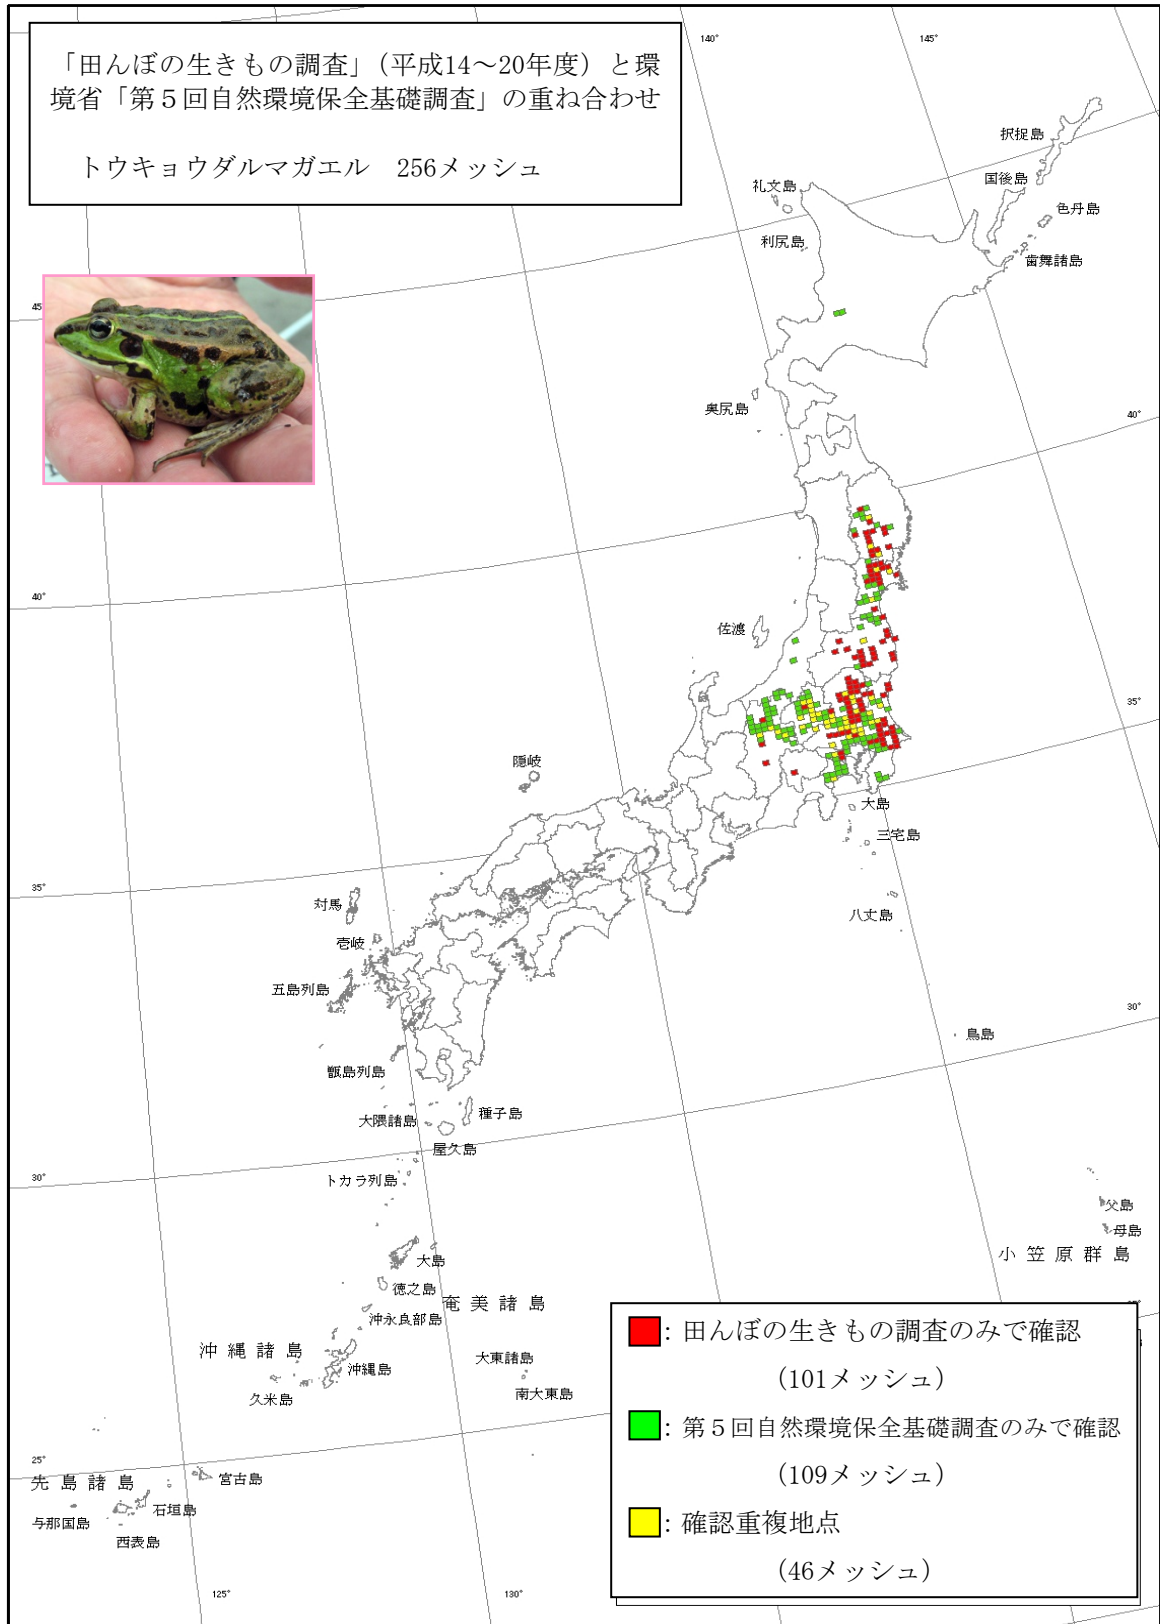 「田んぼの生きもの調査」（平成14～20年度）と環
境省「第５回自然環境保全基礎調査」の重ね合わせ
トウキョウダルマガエル　256メッシュ
140°
145°
択捉島
国後島
色丹島
歯舞諸島
礼文島
利尻島
45°
奥尻島
40°
40°
佐渡
35°
隠岐
大島
三宅島
八丈島
35°
対馬
壱岐
五島列島
30°
鳥島
甑島列島
大隅諸島
種子島
屋久島
30°
トカラ列島
父島
母島
小笠原群島
大島
徳之島
奄美諸島
沖永良部島
沖縄諸島
沖縄島
久米島
大東諸島
南大東島
25°
先島諸島
宮古島
石垣島
与那国島
西表島
125°
130°
：田んぼの生きもの調査のみで確認
（101メッシュ）
：第５回自然環境保全基礎調査のみで確認
（109メッシュ）
：確認重複地点
（46メッシュ）